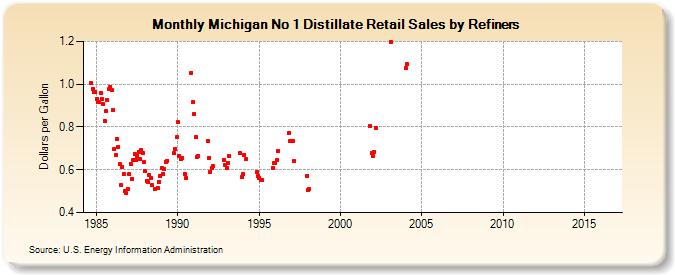 Monthly Michigan No 1 Distillate Retail Sales by Refiners
Dollars per Gallon
1.2
1.0
0.8
0.6
0.4
1985 1990 1995 2000 2005 2010 2015
Source: U.S. Energy Information Administration